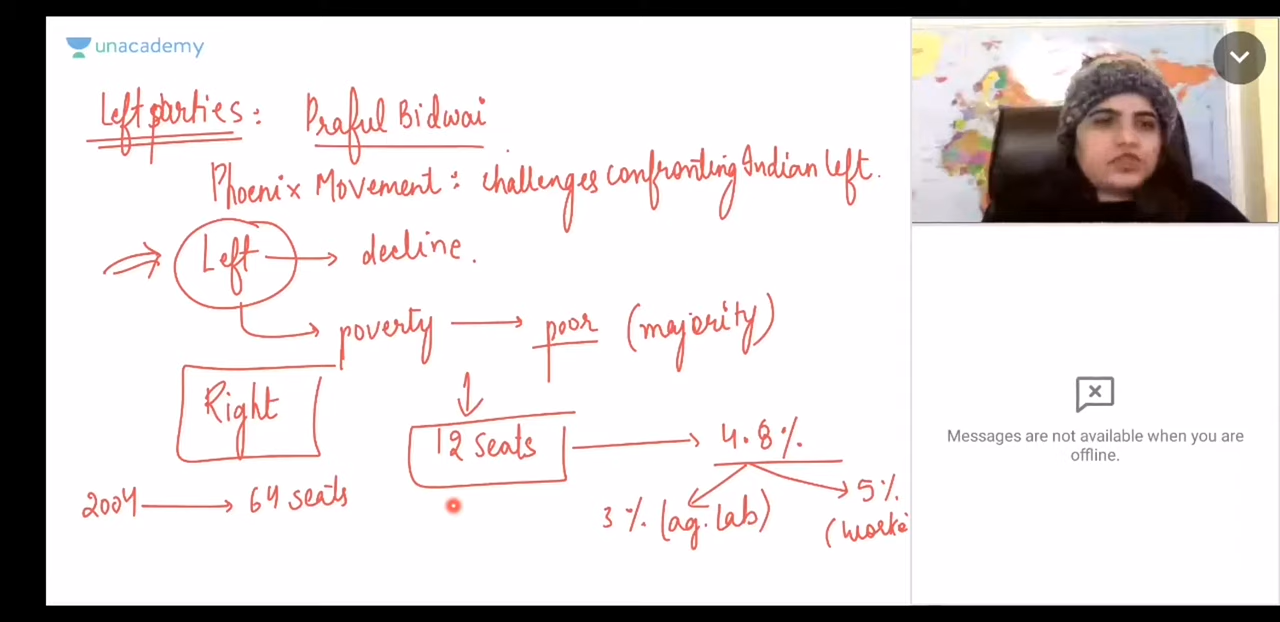 unacademy
Left parties: Praful Bidwai
Phoenix Movement: challenges confronting Indian left.
Left → decline.
poverty → poor (majority)
Right
12 seats → 4.8%
2004 → 64 seats
3% (ag. lab)
5%
(worke
Messages are not available when you are
offline.